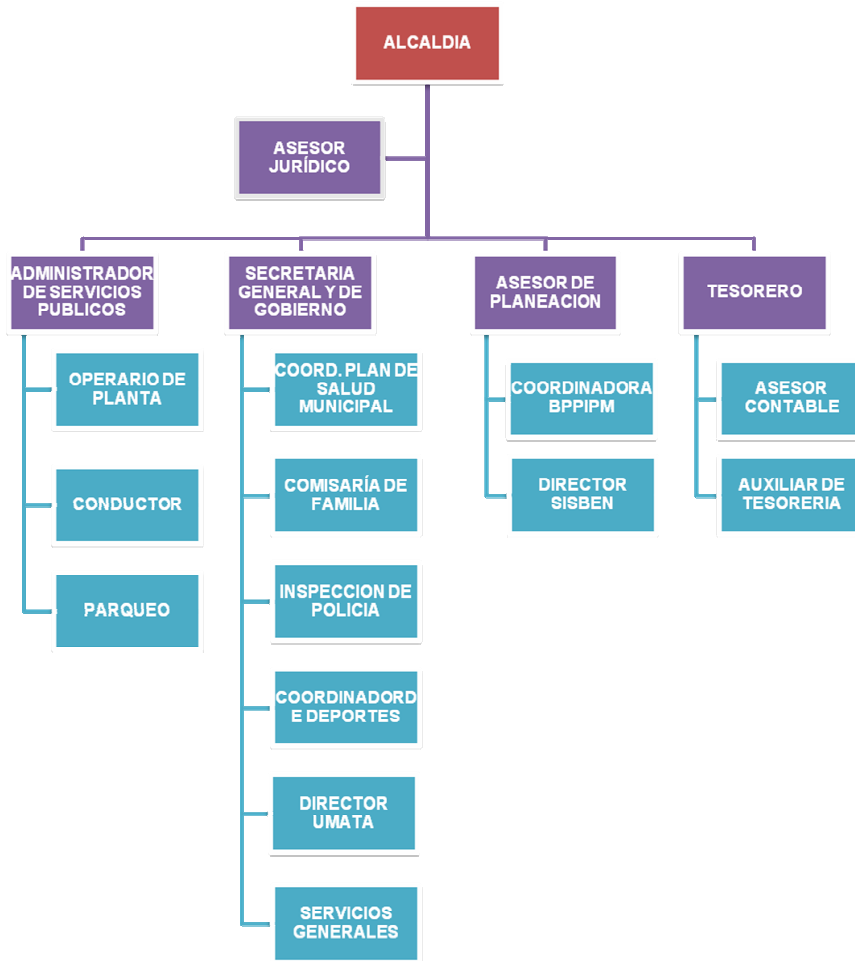 ALCALDIA
ASESOR
JURÍDICO
ADMINISTRADOR
DE SERVICIOS
PUBLICOS
SECRETARIA
GENERAL Y DE
GOBIERNO
ASESOR DE
PLANEACION
TESORERO
OPERARIO DE
PLANTA
CONDUCTOR
PARQUEO
COORD. PLAN DE
SALUD
MUNICIPAL
COMISARÍA DE
FAMILIA
INSPECCION DE
POLICIA
COORDINADORD
E DEPORTES
DIRECTOR
UMATA
SERVICIOS
GENERALES
COORDINADORA
BPPIPM
DIRECTOR
SISBEN
ASESOR
CONTABLE
AUXILIAR DE
TESORERIA